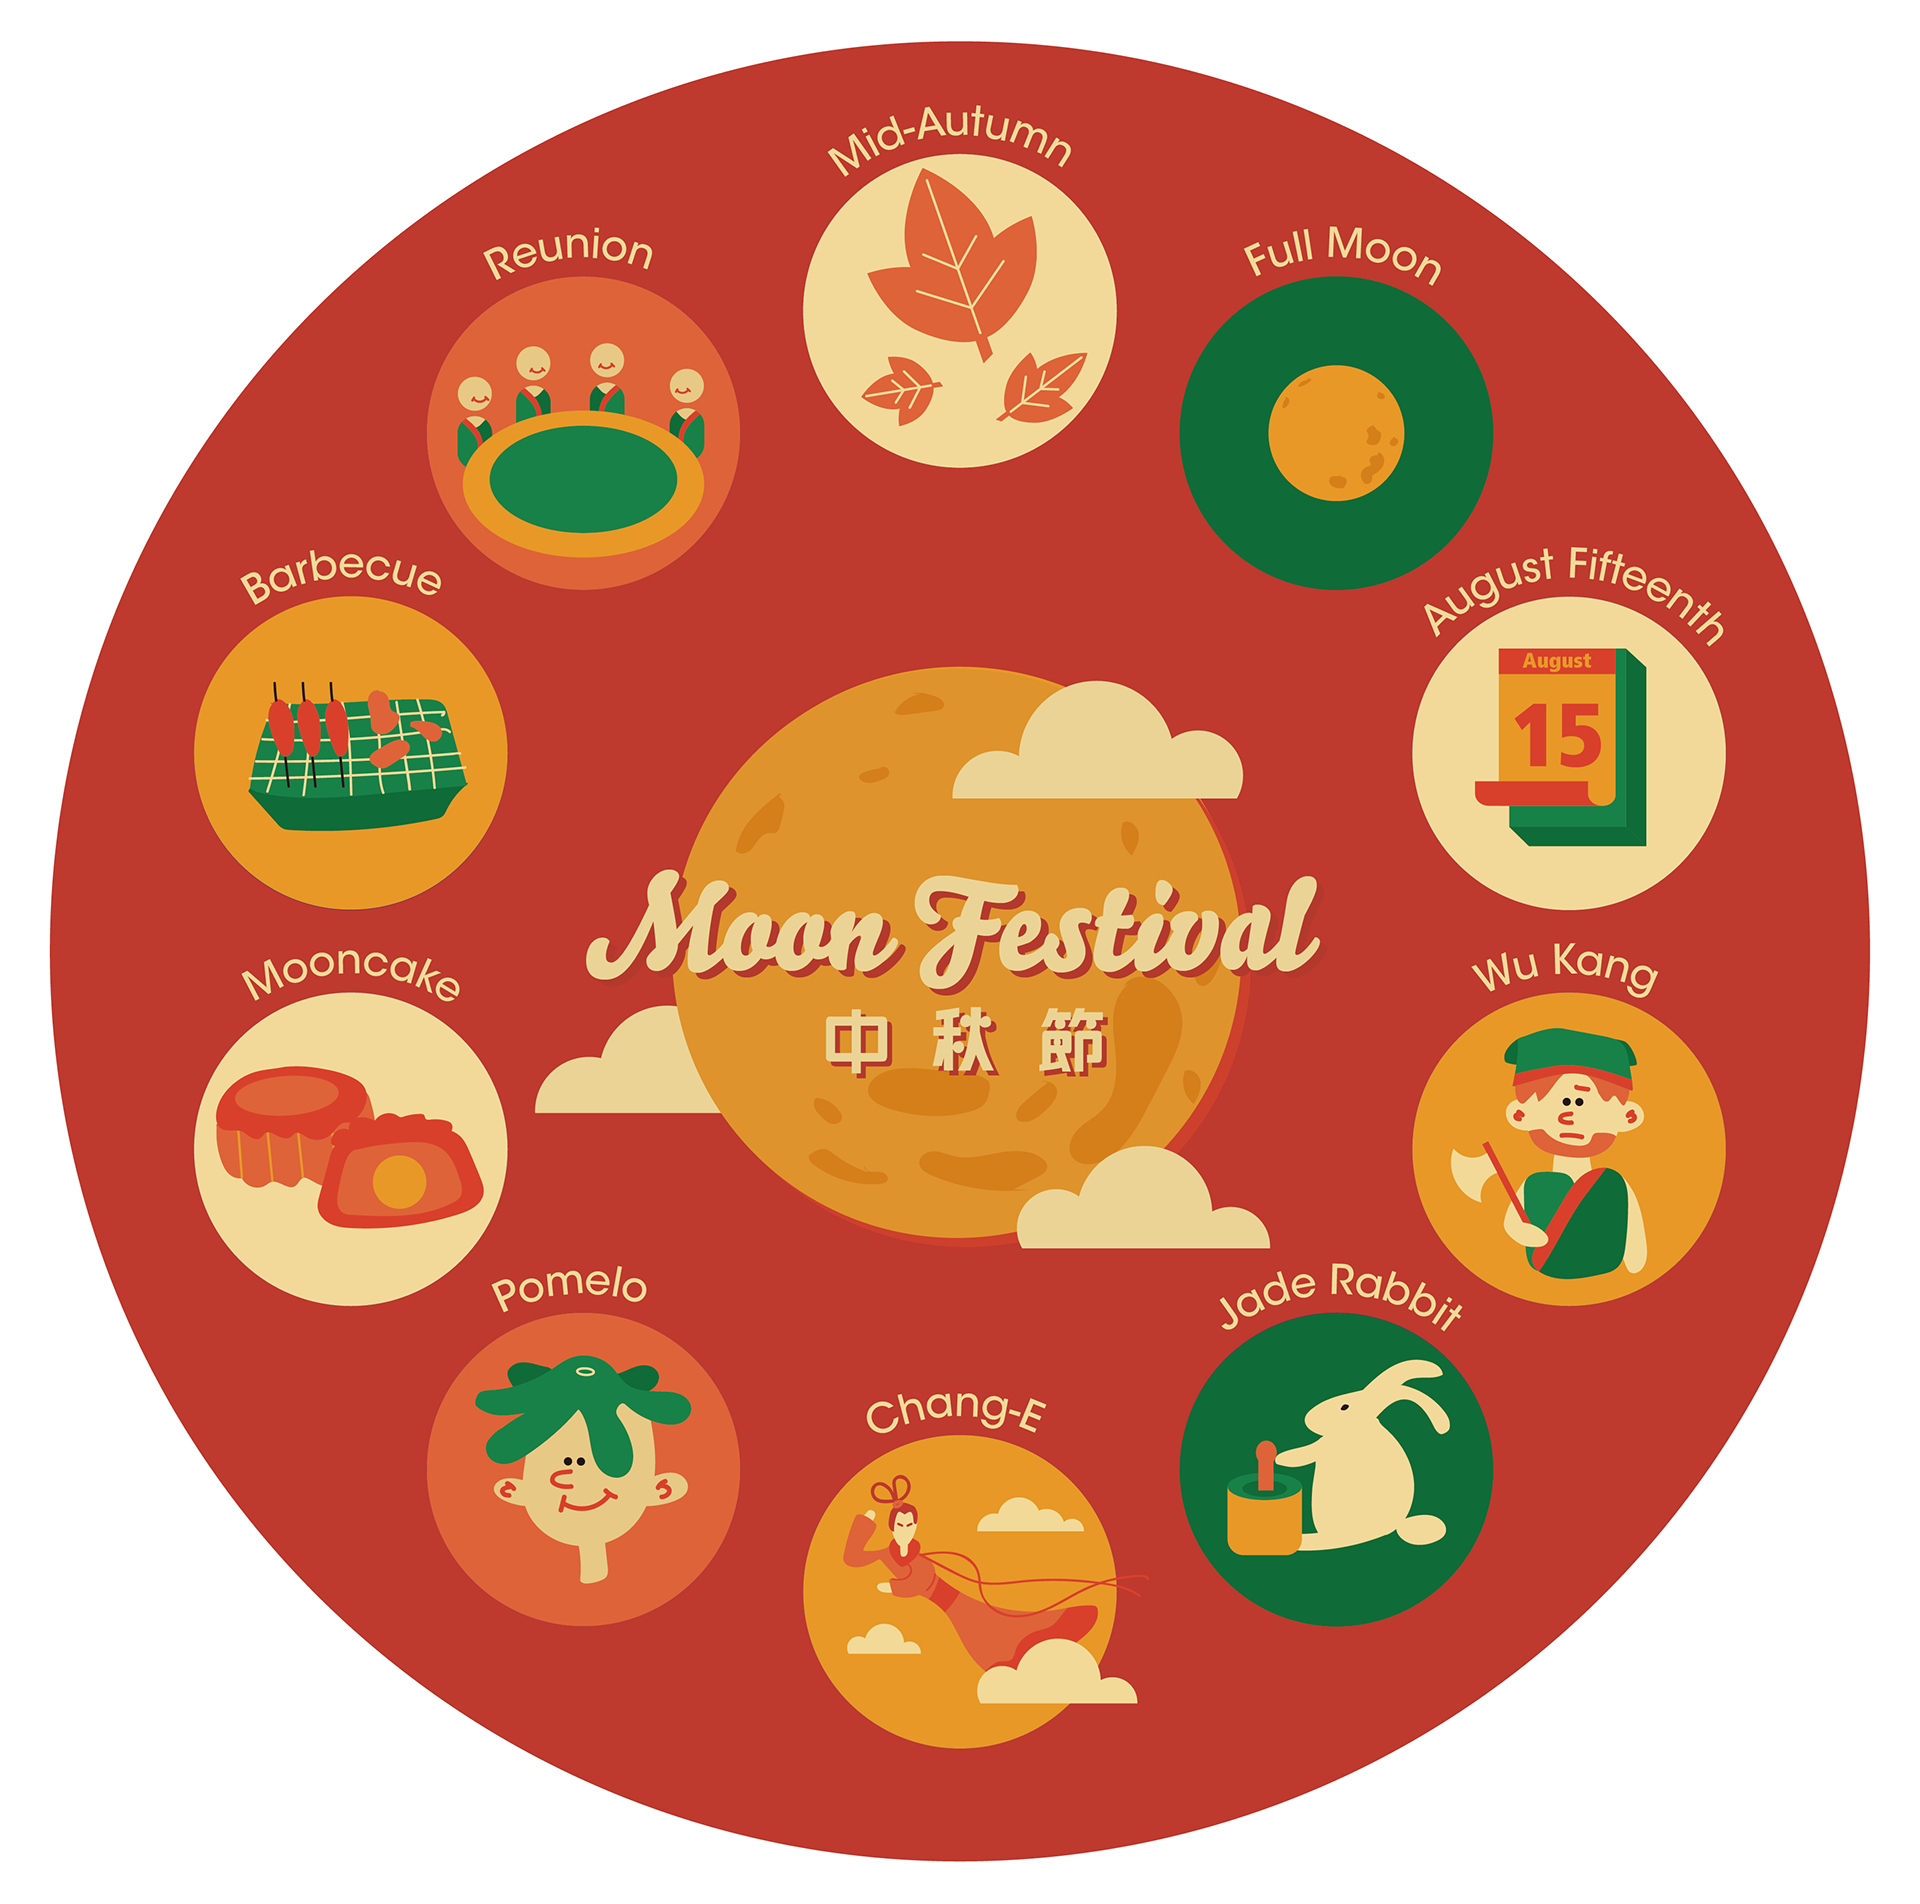 Mid-Autumn
Reunion
Full Moon
Barbecue
August Fifteenth
August
15
Moon Festival
中秋節
Mooncake
Wu Kang
Pomelo
Jade Rabbit
Chang-E